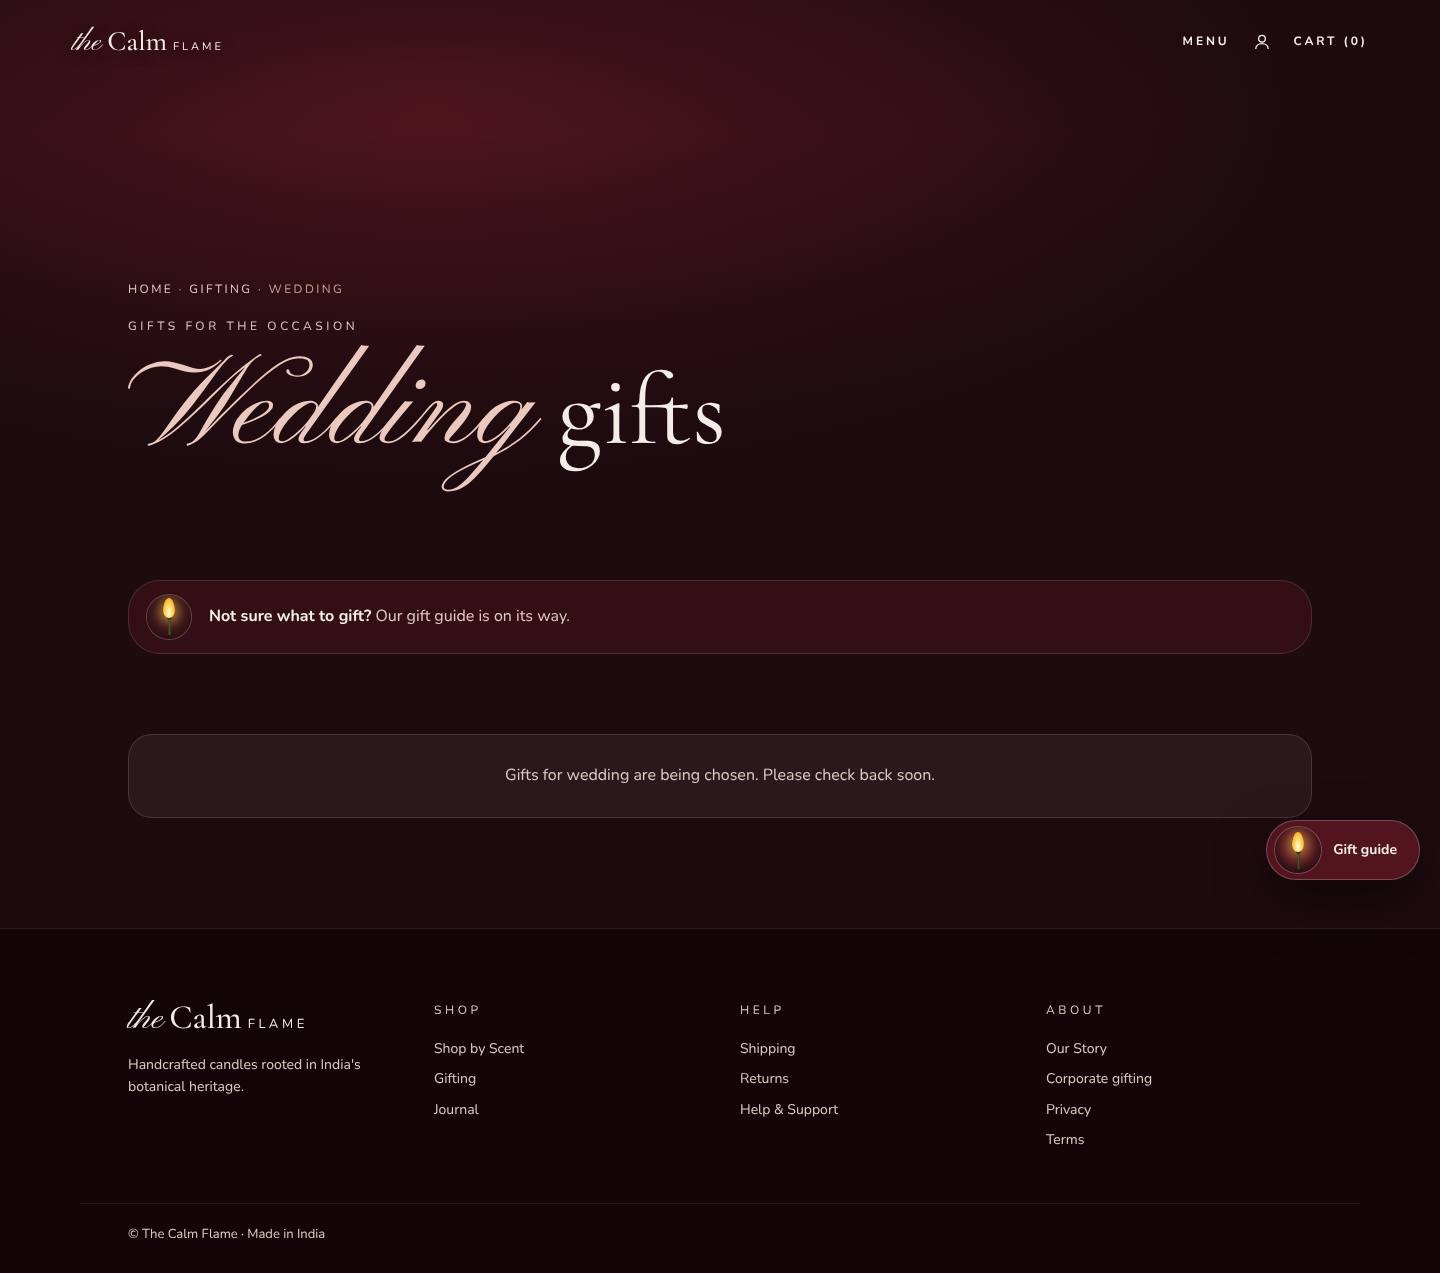 the Calm FLAME
MENU
CART (0)
HOME · GIFTING · WEDDING
GIFTS FOR THE OCCASION
Wedding gifts
Not sure what to gift? Our gift guide is on its way.
Gifts for wedding are being chosen. Please check back soon.
Gift guide
the Calm FLAME
Handcrafted candles rooted in India's
botanical heritage.
SHOP
Shop by Scent
Gifting
Journal
HELP
Shipping
Returns
Help & Support
ABOUT
Our Story
Corporate gifting
Privacy
Terms
© The Calm Flame · Made in India